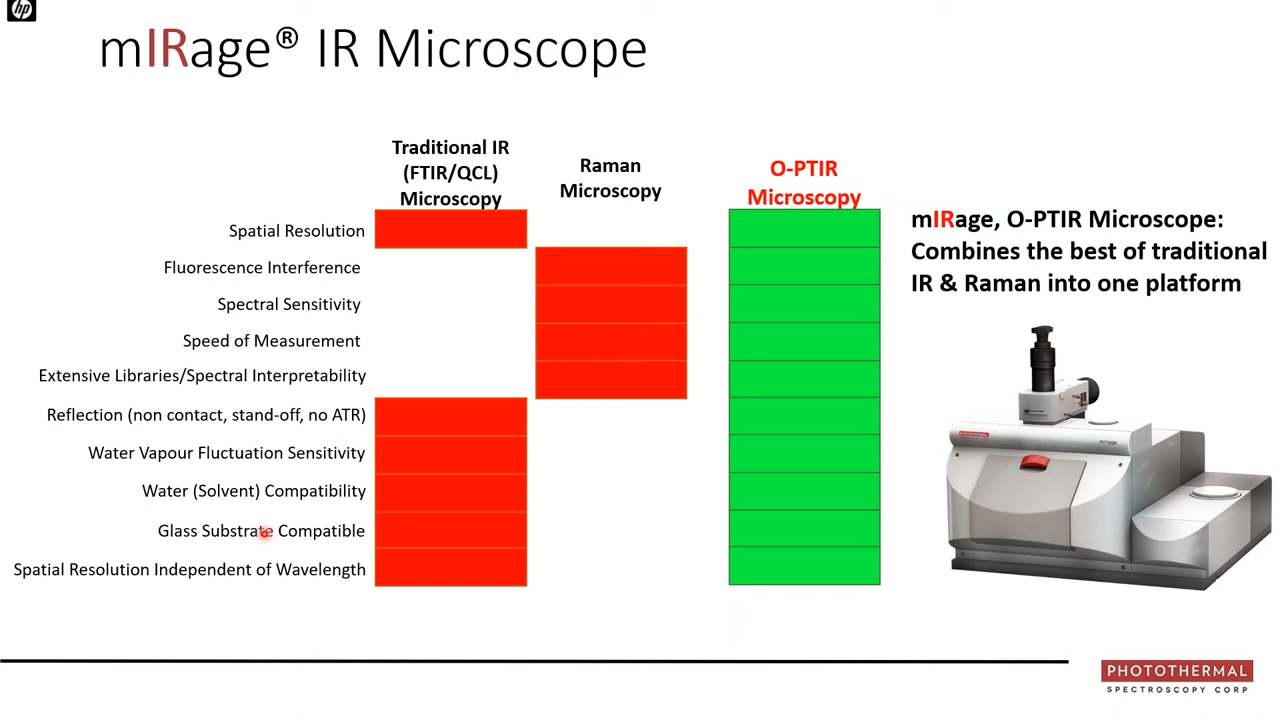 hp
mIRage® IR Microscope
Traditional IR
(FTIR/QCL)
Microscopy
Raman
Microscopy
O-PTIR
Microscopy
Spatial Resolution
Fluorescence Interference
Spectral Sensitivity
Speed of Measurement
Extensive Libraries/Spectral Interpretability
Reflection (non contact, stand-off, no ATR)
Water Vapour Fluctuation Sensitivity
Water (Solvent) Compatibility
Glass Substrate Compatible
Spatial Resolution Independent of Wavelength
mIRage, O-PTIR Microscope:
Combines the best of traditional
IR & Raman into one platform
mIRage
PHOTOTHERMAL
SPECTROSCOPY CORP